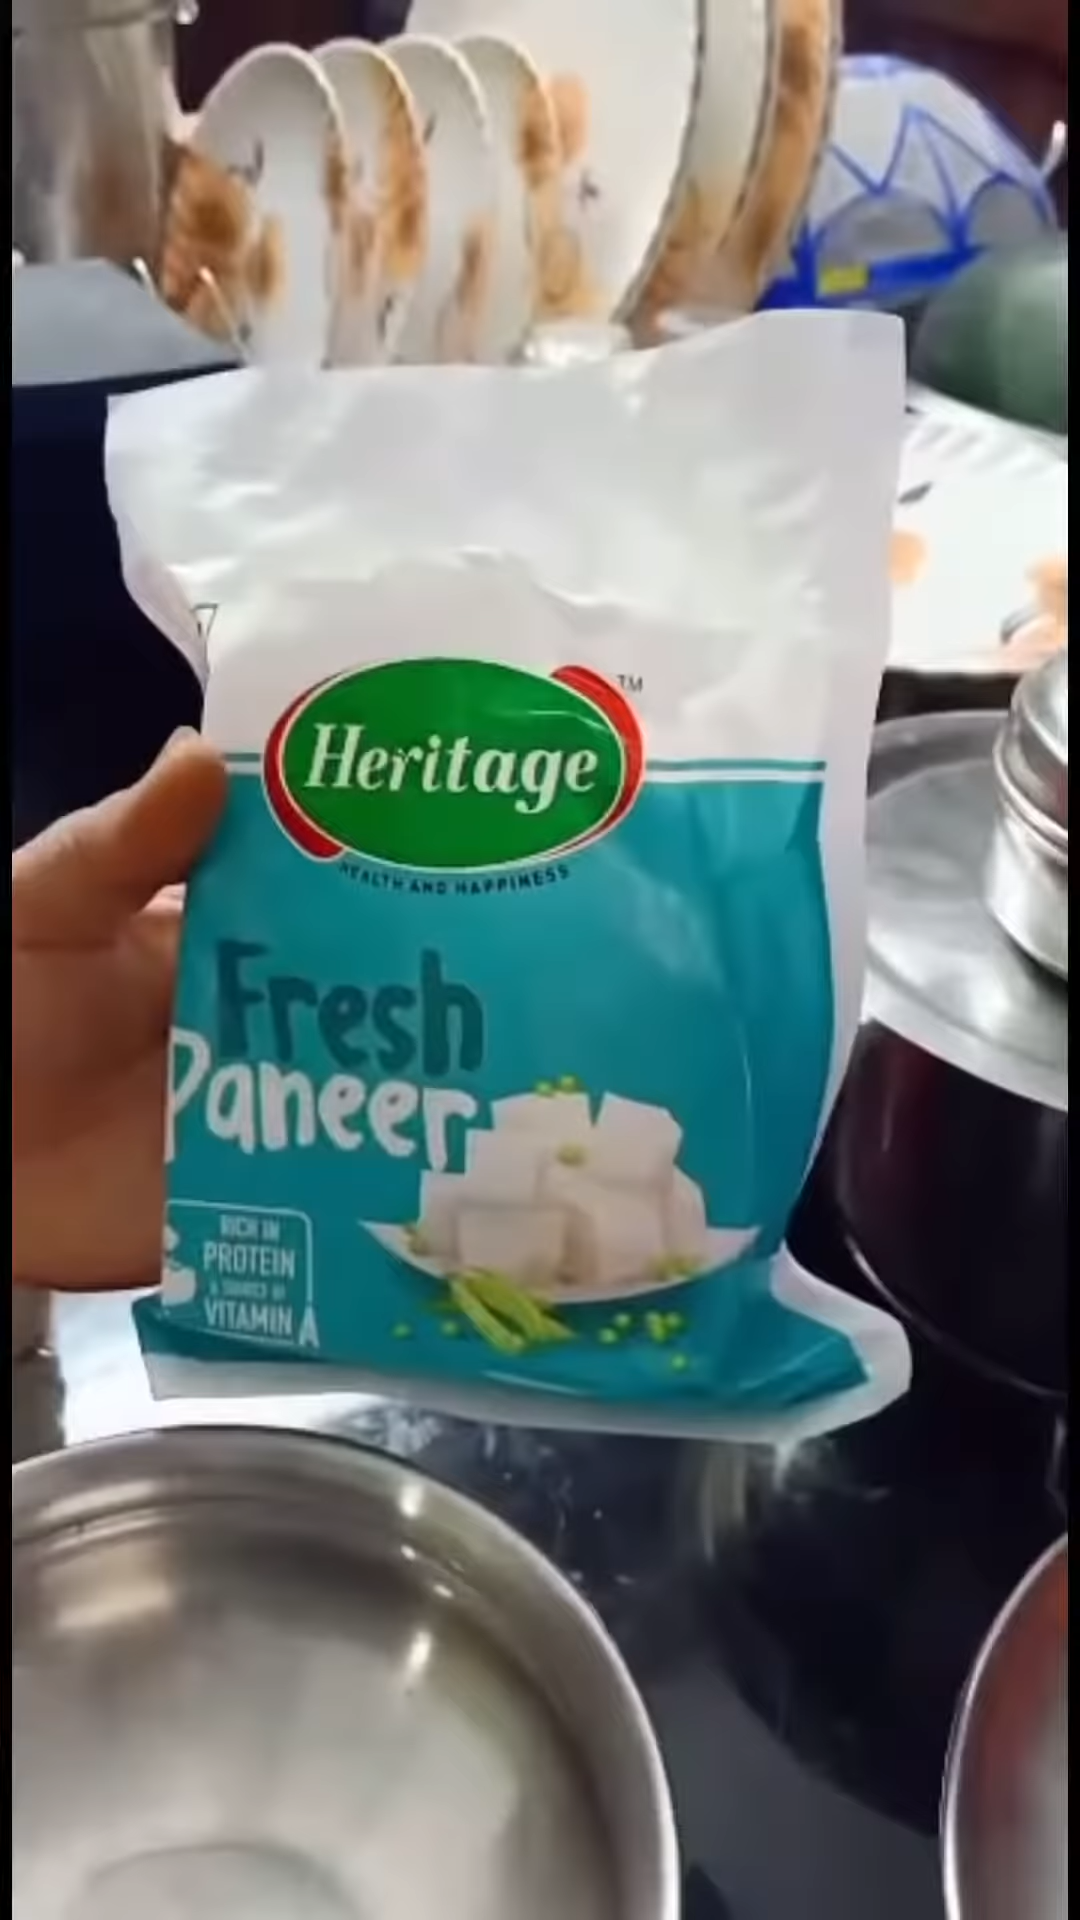 Heritage
TM
HEALTH AND HAPPINESS
Fresh
Paneer
RICH IN
PROTEIN
A SOURCE OF
VITAMIN A